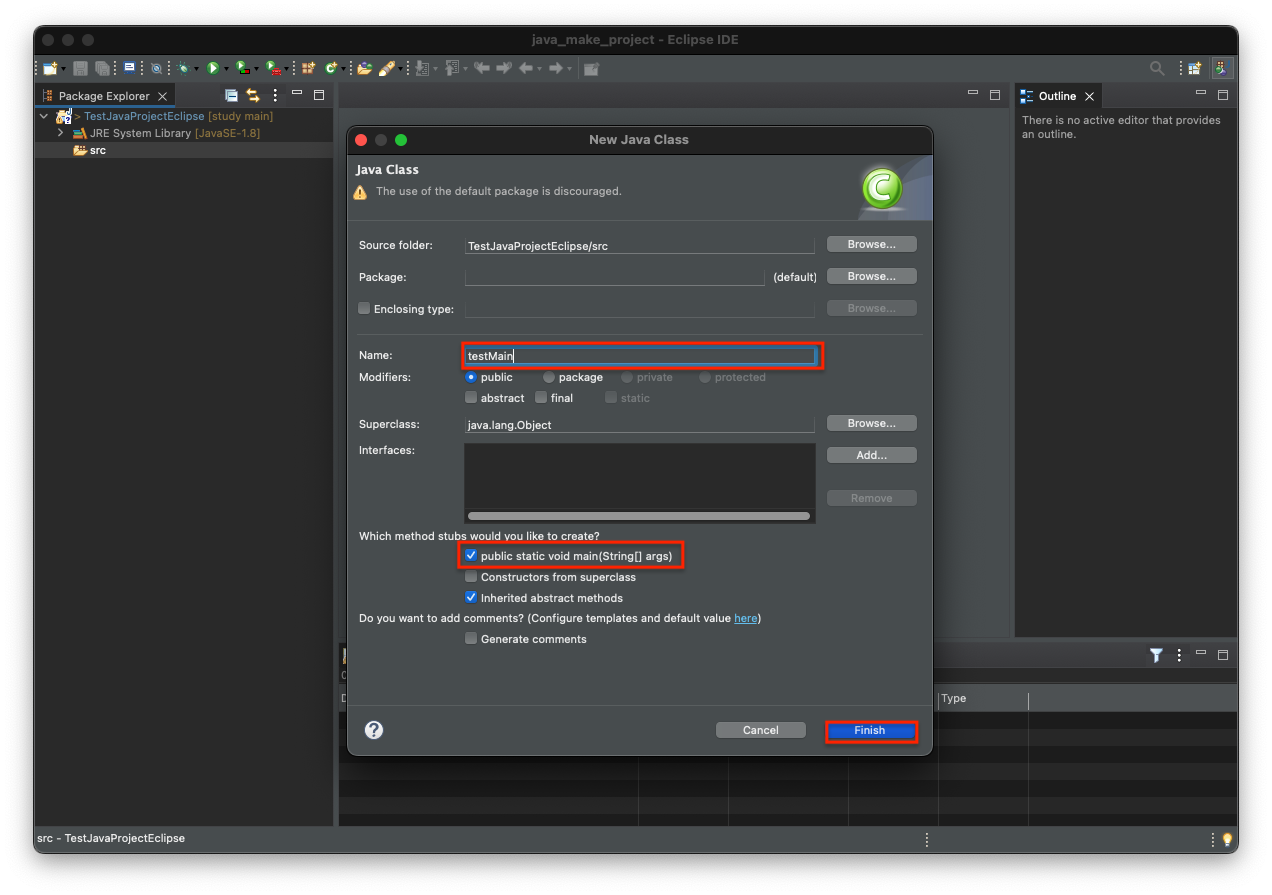 java_make_project - Eclipse IDE
Package Explorer
> TestJavaProjectEclipse [study main]
JRE System Library [JavaSE-1.8]
src
Outline
There is no active editor that provides
an outline.
New Java Class
Java Class
The use of the default package is discouraged.
Source folder: TestJavaProjectEclipse/src Browse...
Package: (default) Browse...
Enclosing type: Browse...
Name: testMain
Modifiers: public package private protected
abstract final static
Superclass: java.lang.Object Browse...
Interfaces: Add...
Remove
Which method stubs would you like to create?
public static void main(String[] args)
Constructors from superclass
Inherited abstract methods
Do you want to add comments? (Configure templates and default value here)
Generate comments
Type
? Cancel Finish
src - TestJavaProjectEclipse